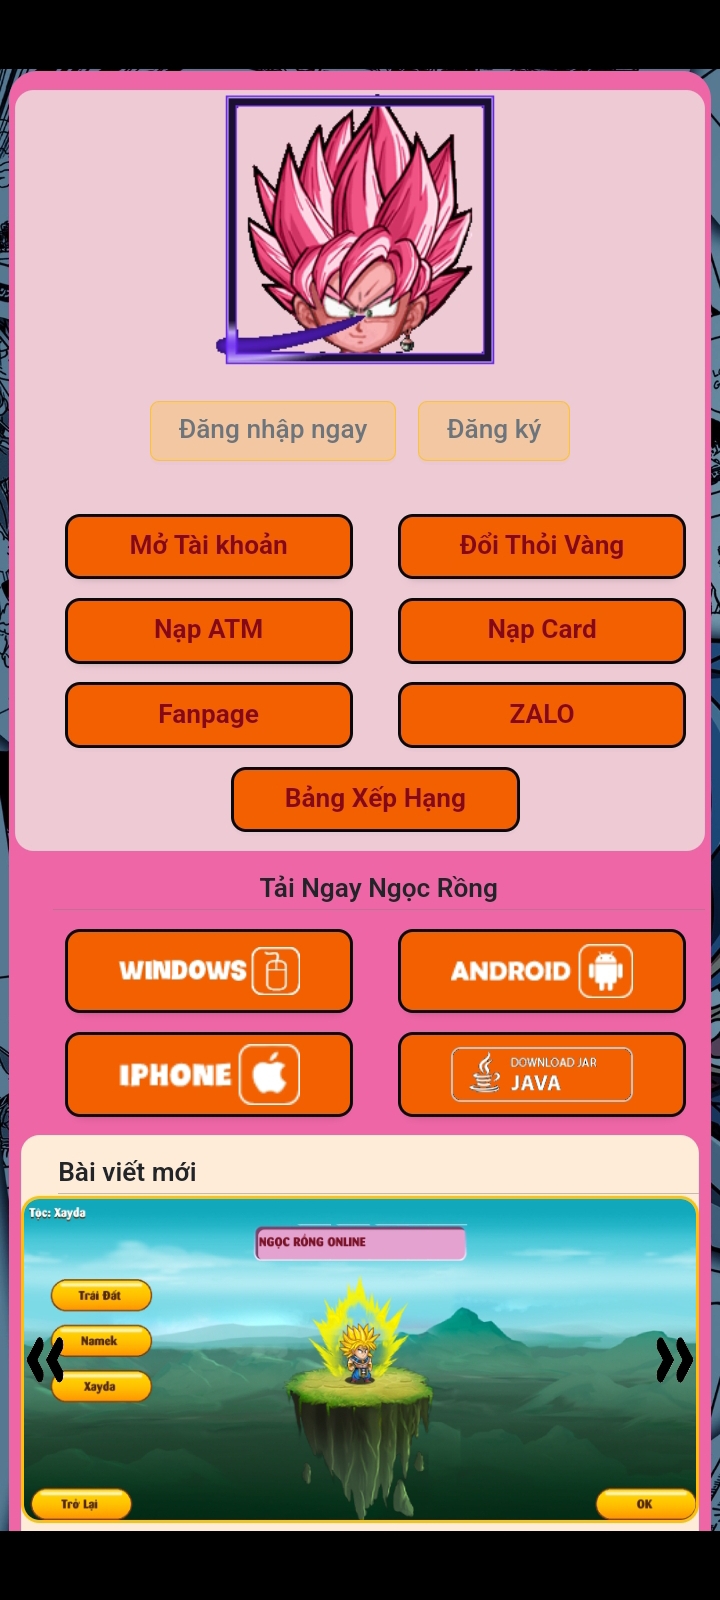 Đăng nhập ngay
Đăng ký
Mở Tài khoản
Đổi Thỏi Vàng
Nạp ATM
Nạp Card
Fanpage
ZALO
Bảng Xếp Hạng
Tải Ngay Ngọc Rồng
WINDOWS
ANDROID
IPHONE
DOWNLOAD JAR
JAVA
Bài viết mới
Tộc: Xayda
NGỌC RỒNG ONLINE
Trái Đất
Namek
Xayda
Trở Lại
OK